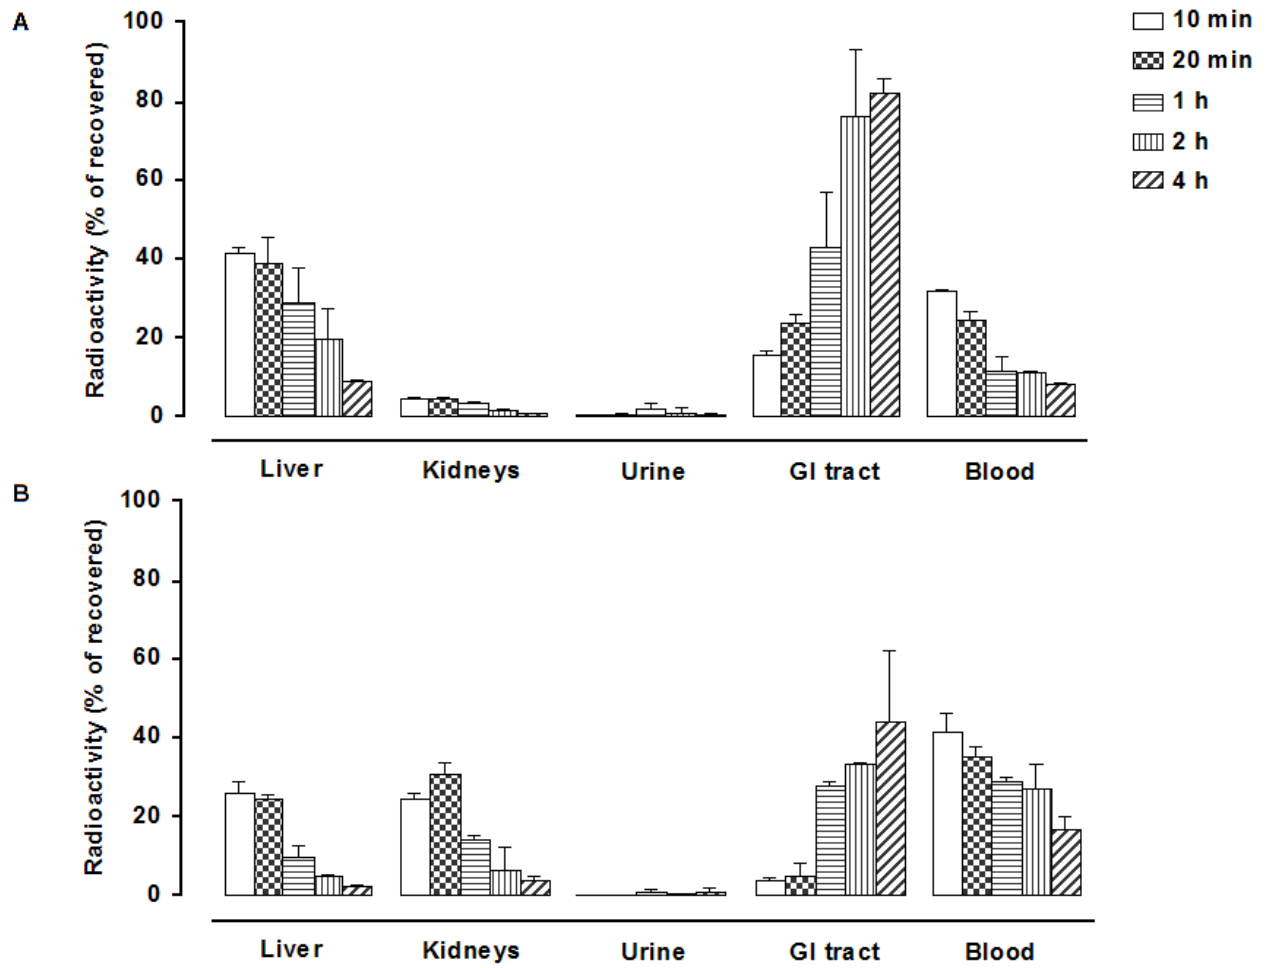 A
Radioactivity (% of recovered)
100
80
60
40
20
0
Liver Kidneys Urine GI tract Blood
10 min
20 min
1 h
2 h
4 h
B
Radioactivity (% of recovered)
100
80
60
40
20
0
Liver Kidneys Urine GI tract Blood